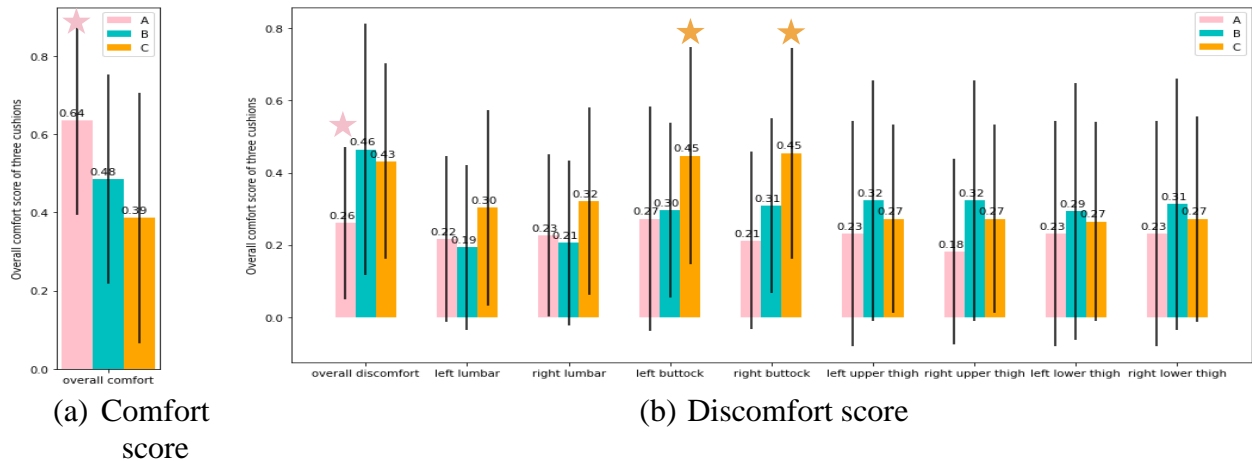 A
B
C
Overall comfort score of three cushions
0.8
0.6
0.4
0.2
0.0
0.64
0.48
0.39
overall comfort
(a) Comfort
score
A
B
C
Overall comfort score of three cushions
0.8
0.6
0.4
0.2
0.0
0.26
0.46
0.43
0.22
0.19
0.30
0.23
0.21
0.32
0.27
0.30
0.45
0.21
0.31
0.45
0.23
0.32
0.27
0.18
0.32
0.27
0.23
0.29
0.27
0.23
0.31
0.27
overall discomfort
left lumbar
right lumbar
left buttock
right buttock
left upper thigh
right upper thigh
left lower thigh
right lower thigh
(b) Discomfort score